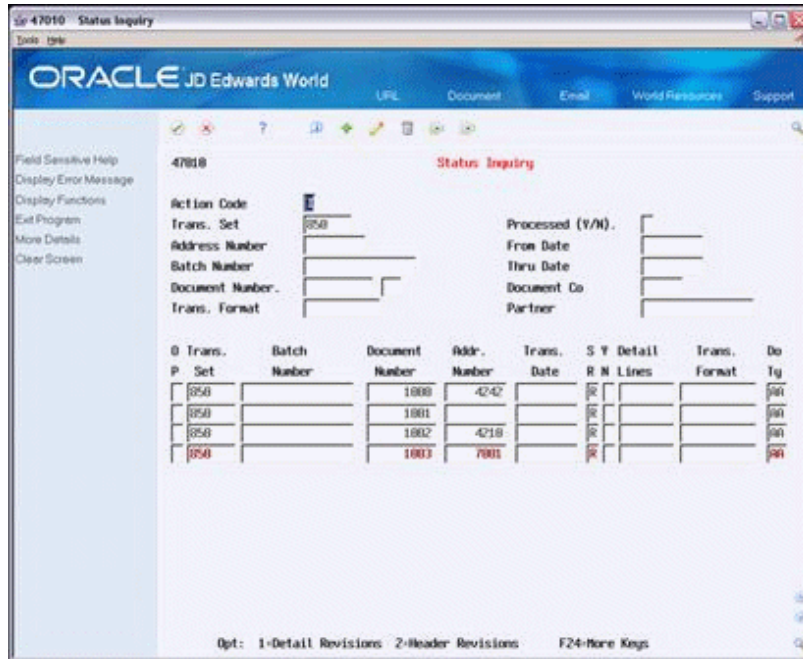 47010 Status Inquiry
Tools Help
ORACLE JD Edwards World
URL Document Email World Resources Support
?
Field Sensitive Help
Display Error Message
Display Functions
Exit Program
More Details
Clear Screen
47010 Status Inquiry
Action Code
Trans. Set 850 Processed (Y/N).
Address Number From Date
Batch Number Thru Date
Document Number. Document Co
Trans. Format Partner
O Trans. Batch Document Addr. Trans. S Y Detail Trans. Do
P Set Number Number Number Date R N Lines Format Ty
850 1000 4242 R AA
850 1001 R AA
850 1002 4210 R AA
850 1003 7001 R AA
Opt: 1=Detail Revisions 2=Header Revisions F24=More Keys